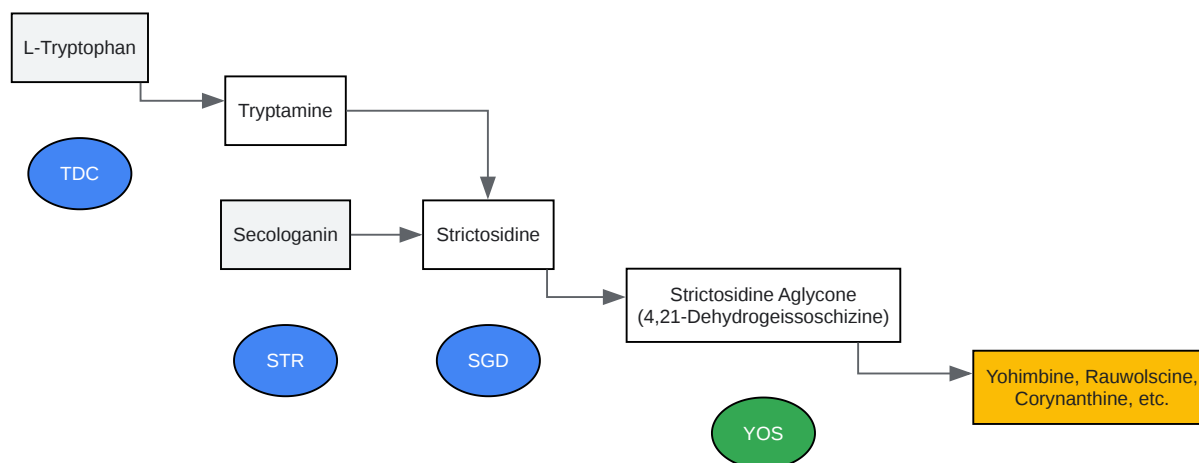 L-Tryptophan
Tryptamine
TDC
Secologanin
Strictosidine
Strictosidine Aglycone
(4,21-Dehydrogeissoschizine)
STR
SGD
Yohimbine, Rauwolscine,
Corynanthine, etc.
YOS